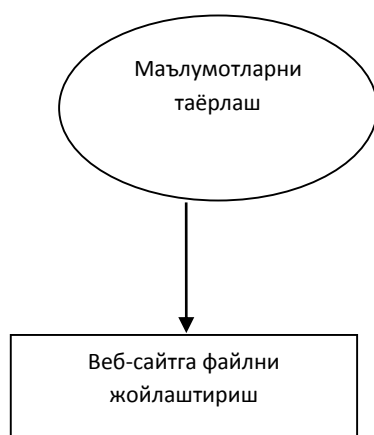 Маълумотларни
таёрлаш
Веб-сайтга файлни
жойлаштириш